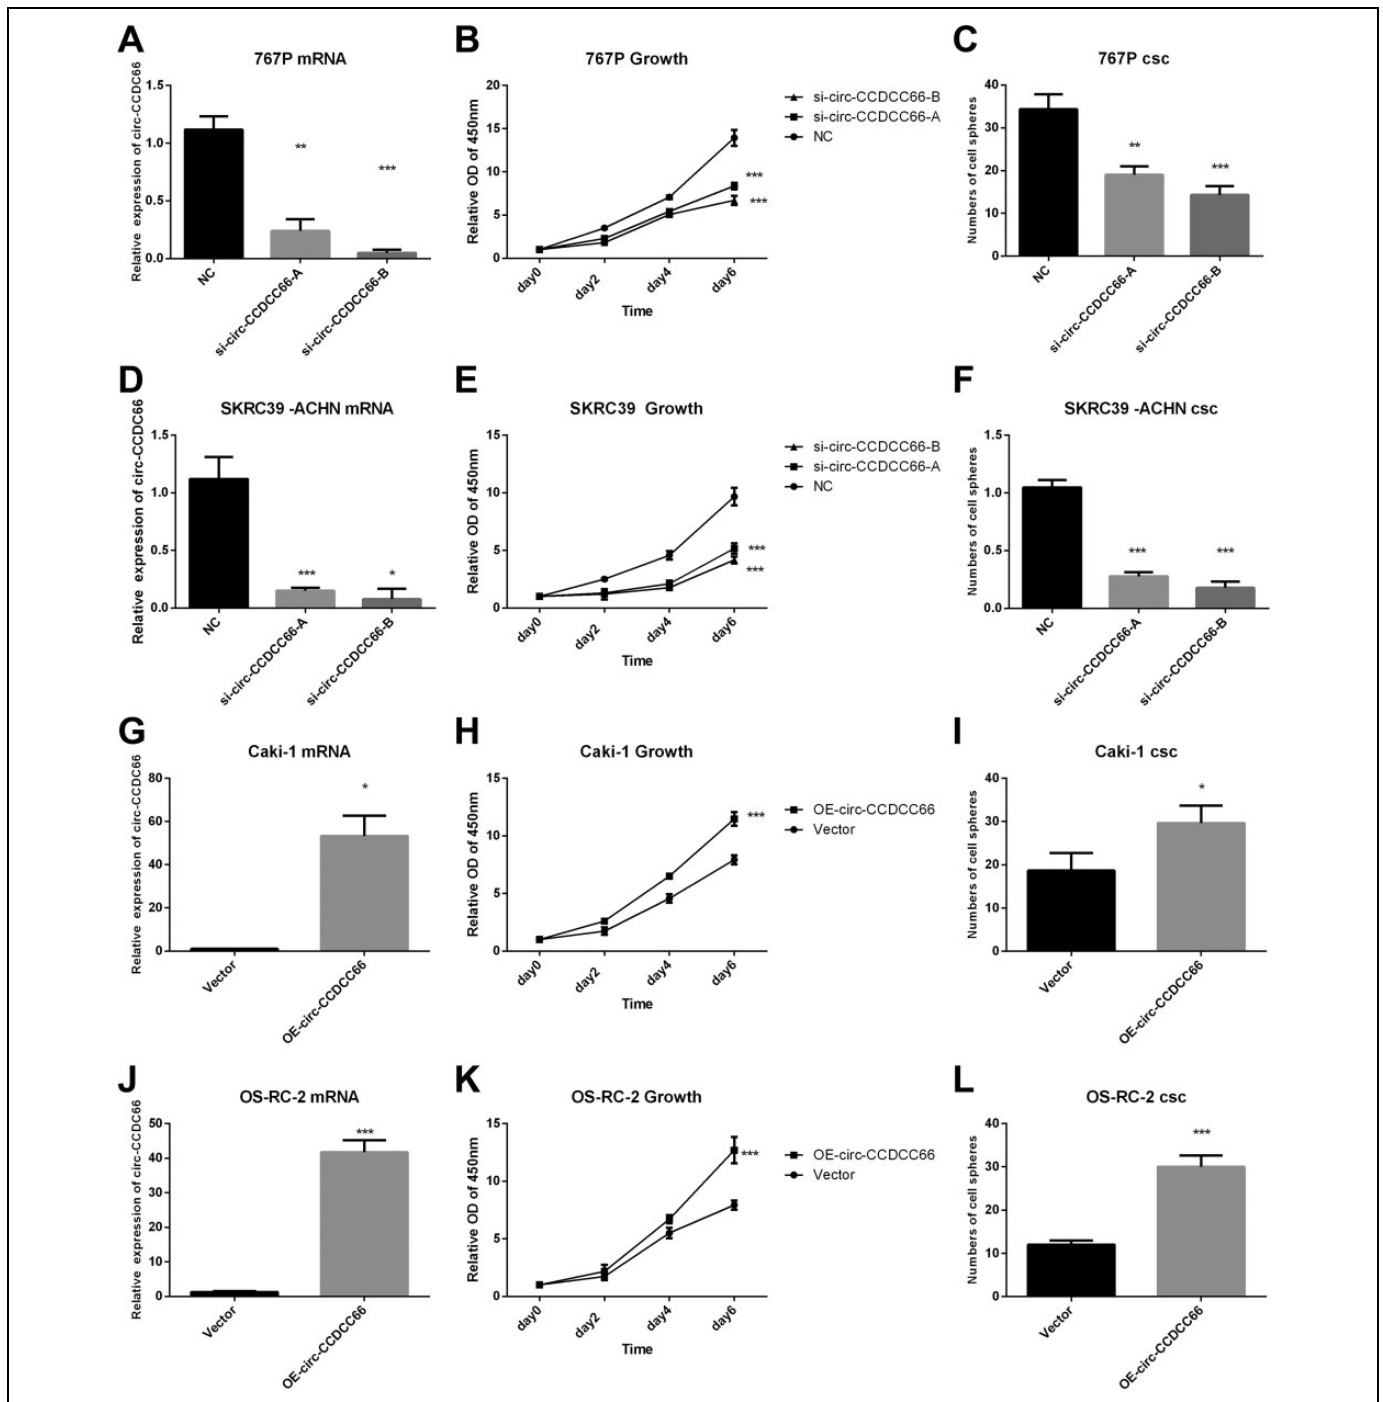 A
767P mRNA
Relative expression of circ-CCDC66
1.5
1.0
0.5
0.0
**
***
NC
si-circ-CCDCC66-A
si-circ-CCDCC66-B
B
767P Growth
Relative OD of 450nm
20
15
10
5
0
***
***
day0
day2
day4
day6
Time
si-circ-CCDCC66-B
si-circ-CCDCC66-A
NC
C
767P csc
Numbers of cell spheres
40
30
20
10
0
**
***
NC
si-circ-CCDCC66-A
si-circ-CCDCC66-B
D
SKRC39 -ACHN mRNA
Relative expression of circ-CCDC66
1.5
1.0
0.5
0.0
***
*
NC
si-circ-CCDCC66-A
si-circ-CCDCC66-B
E
SKRC39 Growth
Relative OD of 450nm
15
10
5
0
***
***
day0
day2
day4
day6
Time
si-circ-CCDCC66-B
si-circ-CCDCC66-A
NC
F
SKRC39 -ACHN csc
Numbers of cell spheres
1.5
1.0
0.5
0.0
***
***
NC
si-circ-CCDCC66-A
si-circ-CCDCC66-B
G
Caki-1 mRNA
Relative expression of circ-CCDC66
80
60
40
20
0
*
Vector
OE-circ-CCDCC66
H
Caki-1 Growth
Relative OD of 450nm
15
10
5
0
***
day0
day2
day4
day6
Time
OE-circ-CCDCC66
Vector
I
Caki-1 csc
Numbers of cell spheres
40
30
20
10
0
*
Vector
OE-circ-CCDCC66
J
OS-RC-2 mRNA
Relative expression of circ-CCDC66
50
40
30
20
10
0
***
Vector
OE-circ-CCDCC66
K
OS-RC-2 Growth
Relative OD of 450nm
15
10
5
0
***
day0
day2
day4
day6
Time
OE-circ-CCDCC66
Vector
L
OS-RC-2 csc
Numbers of cell spheres
40
30
20
10
0
***
Vector
OE-circ-CCDCC66